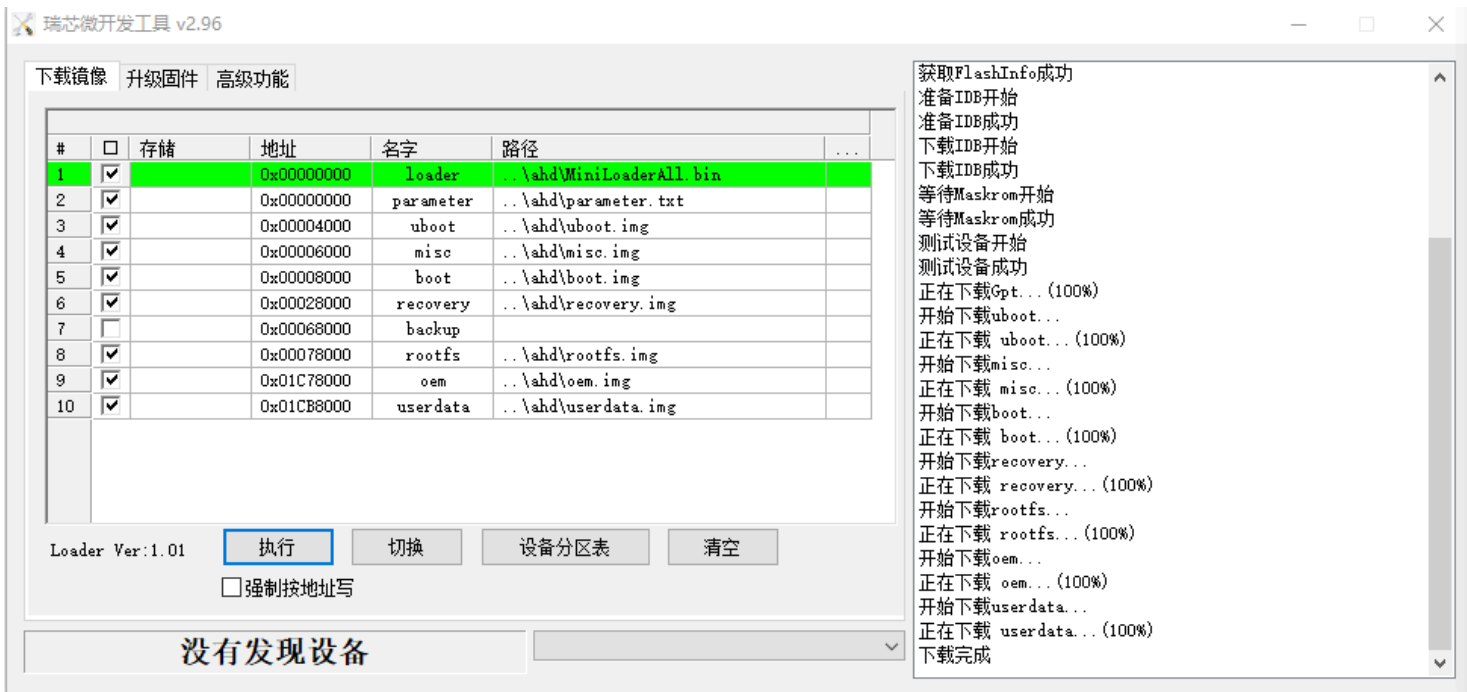 瑞芯微开发工具 v2.96
下载镜像 升级固件 高级功能
# 存储 地址 名字 路径 ...
1 0x00000000 loader ..\ahd\MiniLoaderAll.bin
2 0x00000000 parameter ..\ahd\parameter.txt
3 0x00004000 uboot ..\ahd\uboot.img
4 0x00006000 misc ..\ahd\misc.img
5 0x00008000 boot ..\ahd\boot.img
6 0x00028000 recovery ..\ahd\recovery.img
7 0x00068000 backup
8 0x00078000 rootfs ..\ahd\rootfs.img
9 0x01C78000 oem ..\ahd\oem.img
10 0x01CB8000 userdata ..\ahd\userdata.img
Loader Ver:1.01 执行 切换 设备分区表 清空
强制按地址写
没有发现设备
获取FlashInfo成功
准备IDB开始
准备IDB成功
下载IDB开始
下载IDB成功
等待Maskrom开始
等待Maskrom成功
测试设备开始
测试设备成功
正在下载Gpt...(100%)
开始下载uboot...
正在下载 uboot...(100%)
开始下载misc...
正在下载 misc...(100%)
开始下载boot...
正在下载 boot...(100%)
开始下载recovery...
正在下载 recovery...(100%)
开始下载rootfs...
正在下载 rootfs...(100%)
开始下载oem...
正在下载 oem...(100%)
开始下载userdata...
正在下载 userdata...(100%)
下载完成